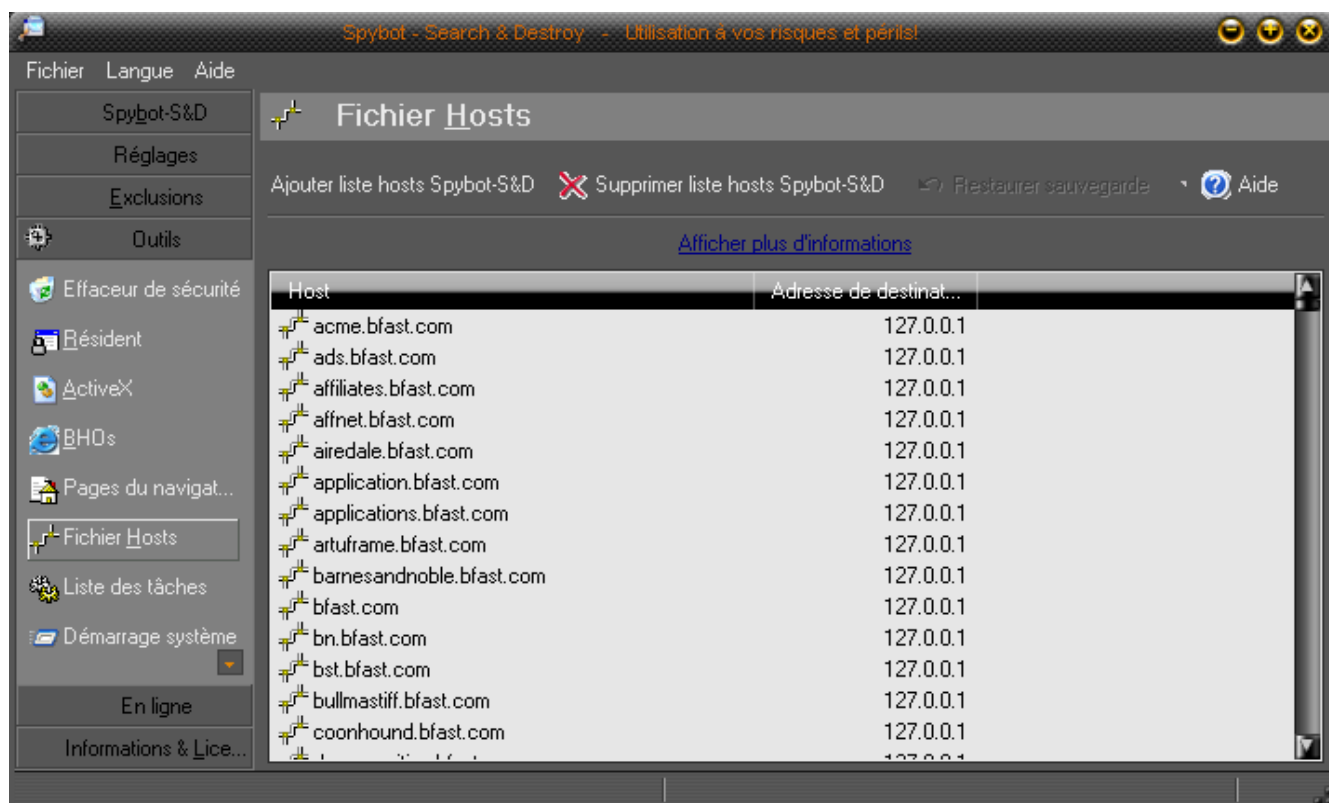 Spybot - Search & Destroy - Utilisation á vos risques et périls!
Fichier Langue Aide
Spybot-S&D
Réglages
Exclusions
Outils
Effaceur de sécurité
Résident
ActiveX
BHOs
Pages du navigat...
Fichier Hosts
Liste des tâches
Démarrage système
En ligne
Informations & Lice...
Fichier Hosts
Ajouter liste hosts Spybot-S&D Supprimer liste hosts Spybot-S&D Restaurer sauvegarde Aide
Afficher plus d'informations
Host Adresse de destinat...
acme.bfast.com 127.0.0.1
ads.bfast.com 127.0.0.1
affiliates.bfast.com 127.0.0.1
affnet.bfast.com 127.0.0.1
airedale.bfast.com 127.0.0.1
application.bfast.com 127.0.0.1
applications.bfast.com 127.0.0.1
artuframe.bfast.com 127.0.0.1
barnesandnoble.bfast.com 127.0.0.1
bfast.com 127.0.0.1
bn.bfast.com 127.0.0.1
bst.bfast.com 127.0.0.1
bullmastiff.bfast.com 127.0.0.1
coonhound.bfast.com 127.0.0.1
127.0.0.1